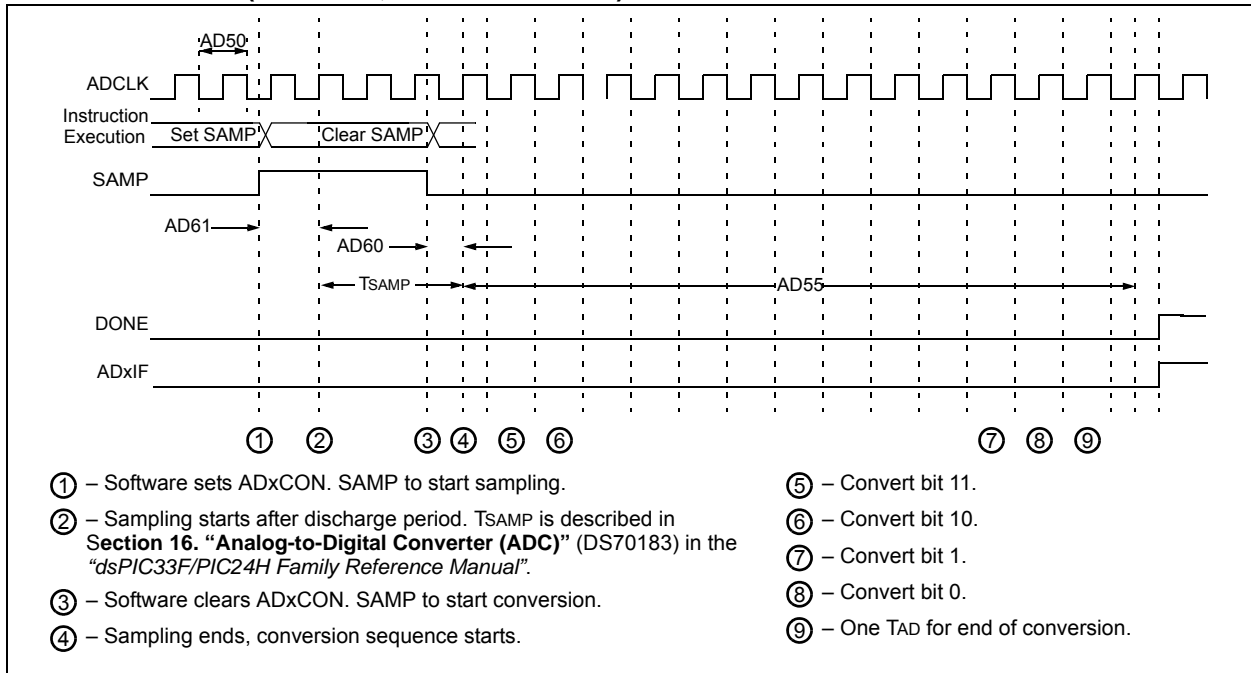 AD50
ADCLK
Instruction
Execution
Set SAMP
Clear SAMP
SAMP
AD61
AD60
TSAMP
AD55
DONE
ADxIF
1 2 3 4 5 6 7 8 9
1 – Software sets ADxCON. SAMP to start sampling.
2 – Sampling starts after discharge period. TSAMP is described in
Section 16. “Analog-to-Digital Converter (ADC)” (DS70183) in the
“dsPIC33F/PIC24H Family Reference Manual”.
3 – Software clears ADxCON. SAMP to start conversion.
4 – Sampling ends, conversion sequence starts.
5 – Convert bit 11.
6 – Convert bit 10.
7 – Convert bit 1.
8 – Convert bit 0.
9 – One TAD for end of conversion.